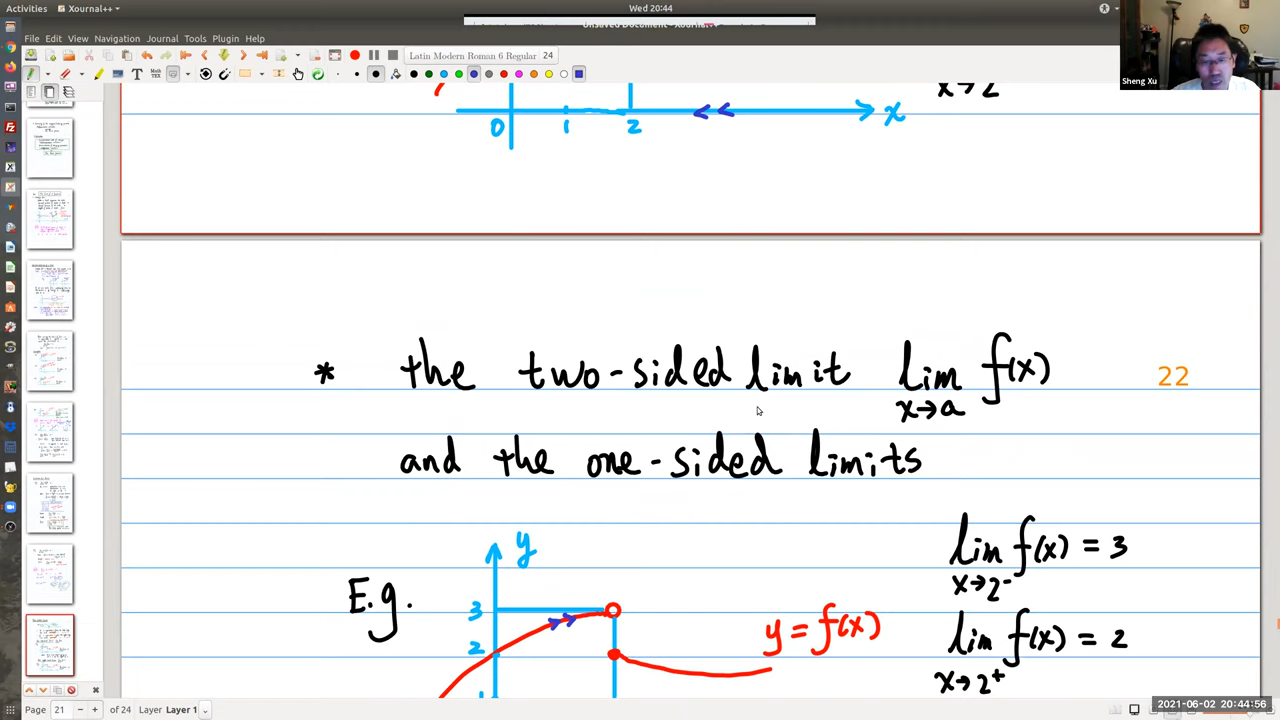 Activities
Xournal++
Wed 20:44
File Edit View Navigation Journal Tools Plugin Help
Latin Modern Roman 6 Regular 24
Sheng Xu
x→2
0 1 2 x
* the two-sided limit lim f(x) 22
x→a
and the one-sided limits
y
lim f(x) = 3
x→2⁻
E.g.
3
y = f(x)
lim f(x) = 2
2
x→2⁺
1
Page 21 of 24 Layer Layer 1
2021-06-02 20:44:56